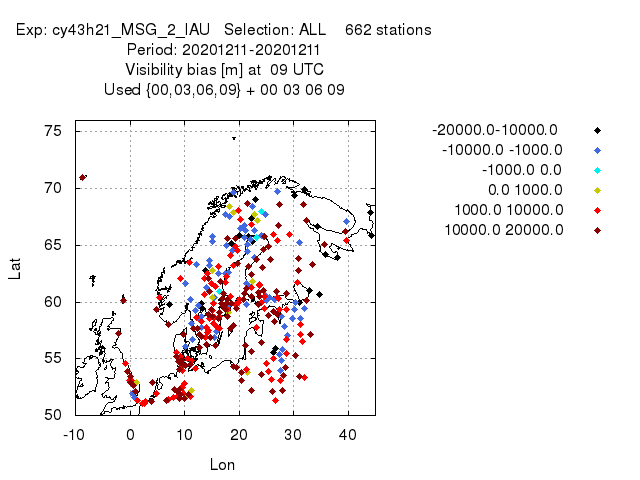 Exp: cy43h21_MSG_2_IAU Selection: ALL 662 stations
Period: 20201211-20201211
Visibility bias [m] at 09 UTC
Used {00,03,06,09} + 00 03 06 09
-20000.0-10000.0
-10000.0 -1000.0
-1000.0 0.0
0.0 1000.0
1000.0 10000.0
10000.0 20000.0
75
70
65
60
55
50
Lat
-10 0 10 20 30 40
Lon